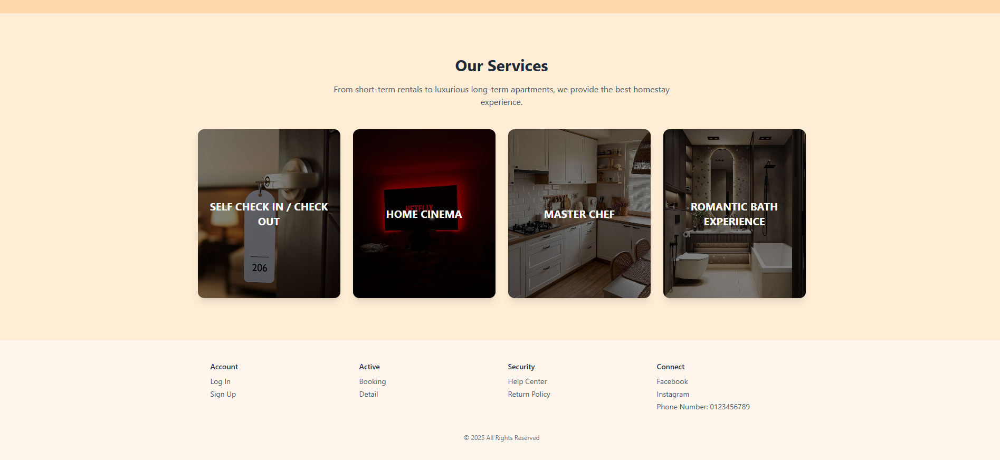 Our Services
From short-term rentals to luxurious long-term apartments, we provide the best homestay
experience.
SELF CHECK IN / CHECK
OUT
206
NETFLIX
HOME CINEMA
MASTER CHEF
ROMANTIC BATH
EXPERIENCE
Account
Log In
Sign Up
Active
Booking
Detail
Security
Help Center
Return Policy
Connect
Facebook
Instagram
Phone Number: 0123456789
© 2025 All Rights Reserved